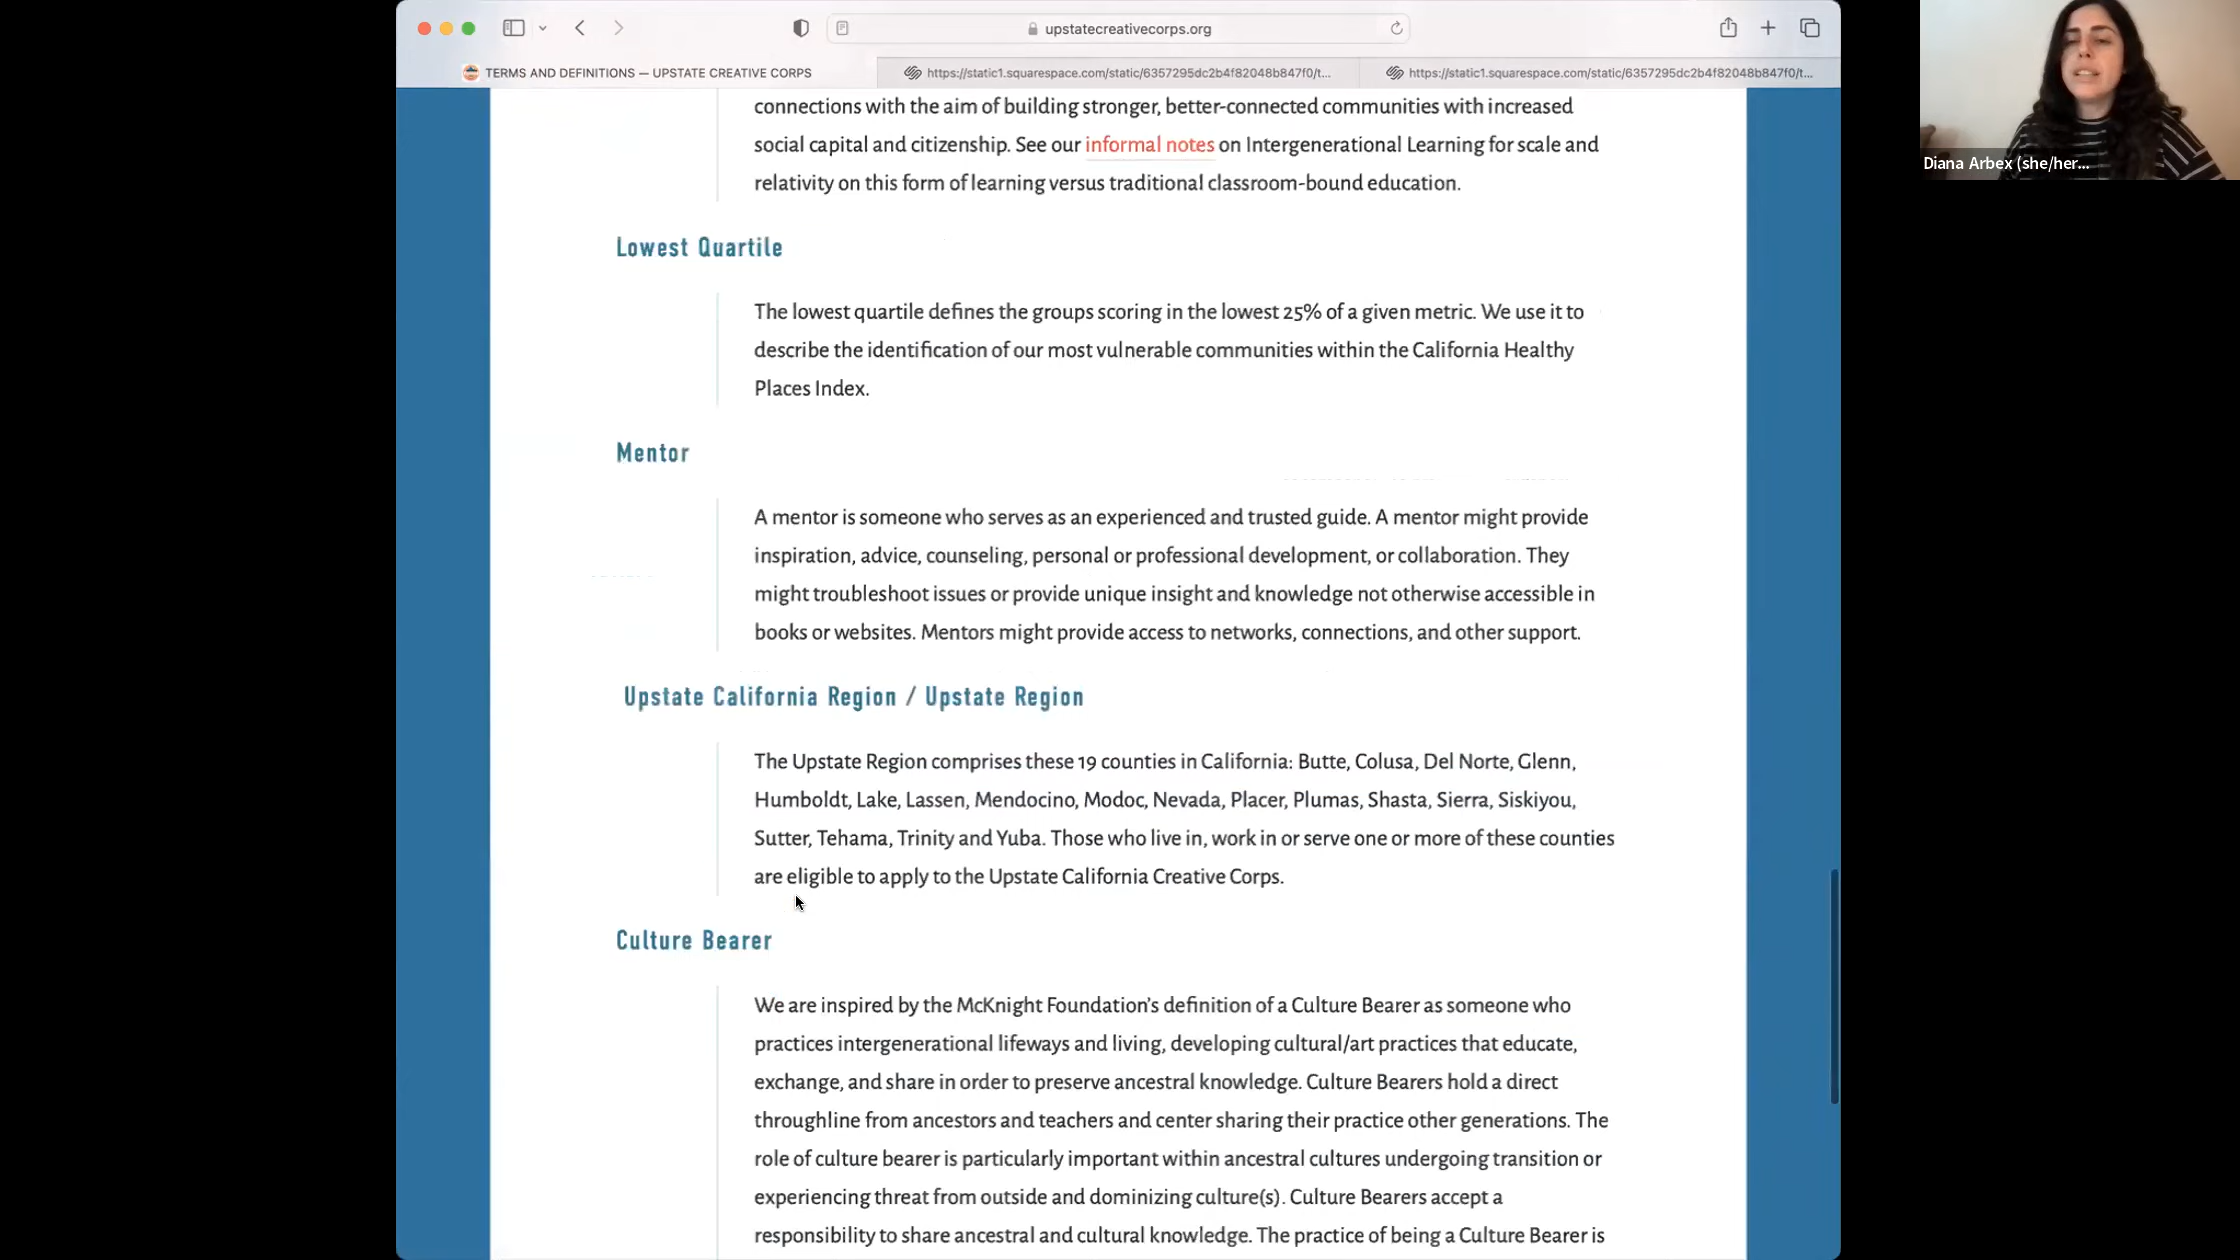 upstatecreativecorps.org
TERMS AND DEFINITIONS — UPSTATE CREATIVE CORPS
https://static1.squarespace.com/static/6357295dc2b4f82048b847f0/t...
https://static1.squarespace.com/static/6357295dc2b4f82048b847f0/t...
Diana Arbex (she/her...
connections with the aim of building stronger, better-connected communities with increased
social capital and citizenship. See our informal notes on Intergenerational Learning for scale and
relativity on this form of learning versus traditional classroom-bound education.
Lowest Quartile
The lowest quartile defines the groups scoring in the lowest 25% of a given metric. We use it to
describe the identification of our most vulnerable communities within the California Healthy
Places Index.
Mentor
A mentor is someone who serves as an experienced and trusted guide. A mentor might provide
inspiration, advice, counseling, personal or professional development, or collaboration. They
might troubleshoot issues or provide unique insight and knowledge not otherwise accessible in
books or websites. Mentors might provide access to networks, connections, and other support.
Upstate California Region / Upstate Region
The Upstate Region comprises these 19 counties in California: Butte, Colusa, Del Norte, Glenn,
Humboldt, Lake, Lassen, Mendocino, Modoc, Nevada, Placer, Plumas, Shasta, Sierra, Siskiyou,
Sutter, Tehama, Trinity and Yuba. Those who live in, work in or serve one or more of these counties
are eligible to apply to the Upstate California Creative Corps.
Culture Bearer
We are inspired by the McKnight Foundation's definition of a Culture Bearer as someone who
practices intergenerational lifeways and living, developing cultural/art practices that educate,
exchange, and share in order to preserve ancestral knowledge. Culture Bearers hold a direct
throughline from ancestors and teachers and center sharing their practice other generations. The
role of culture bearer is particularly important within ancestral cultures undergoing transition or
experiencing threat from outside and dominizing culture(s). Culture Bearers accept a
responsibility to share ancestral and cultural knowledge. The practice of being a Culture Bearer is